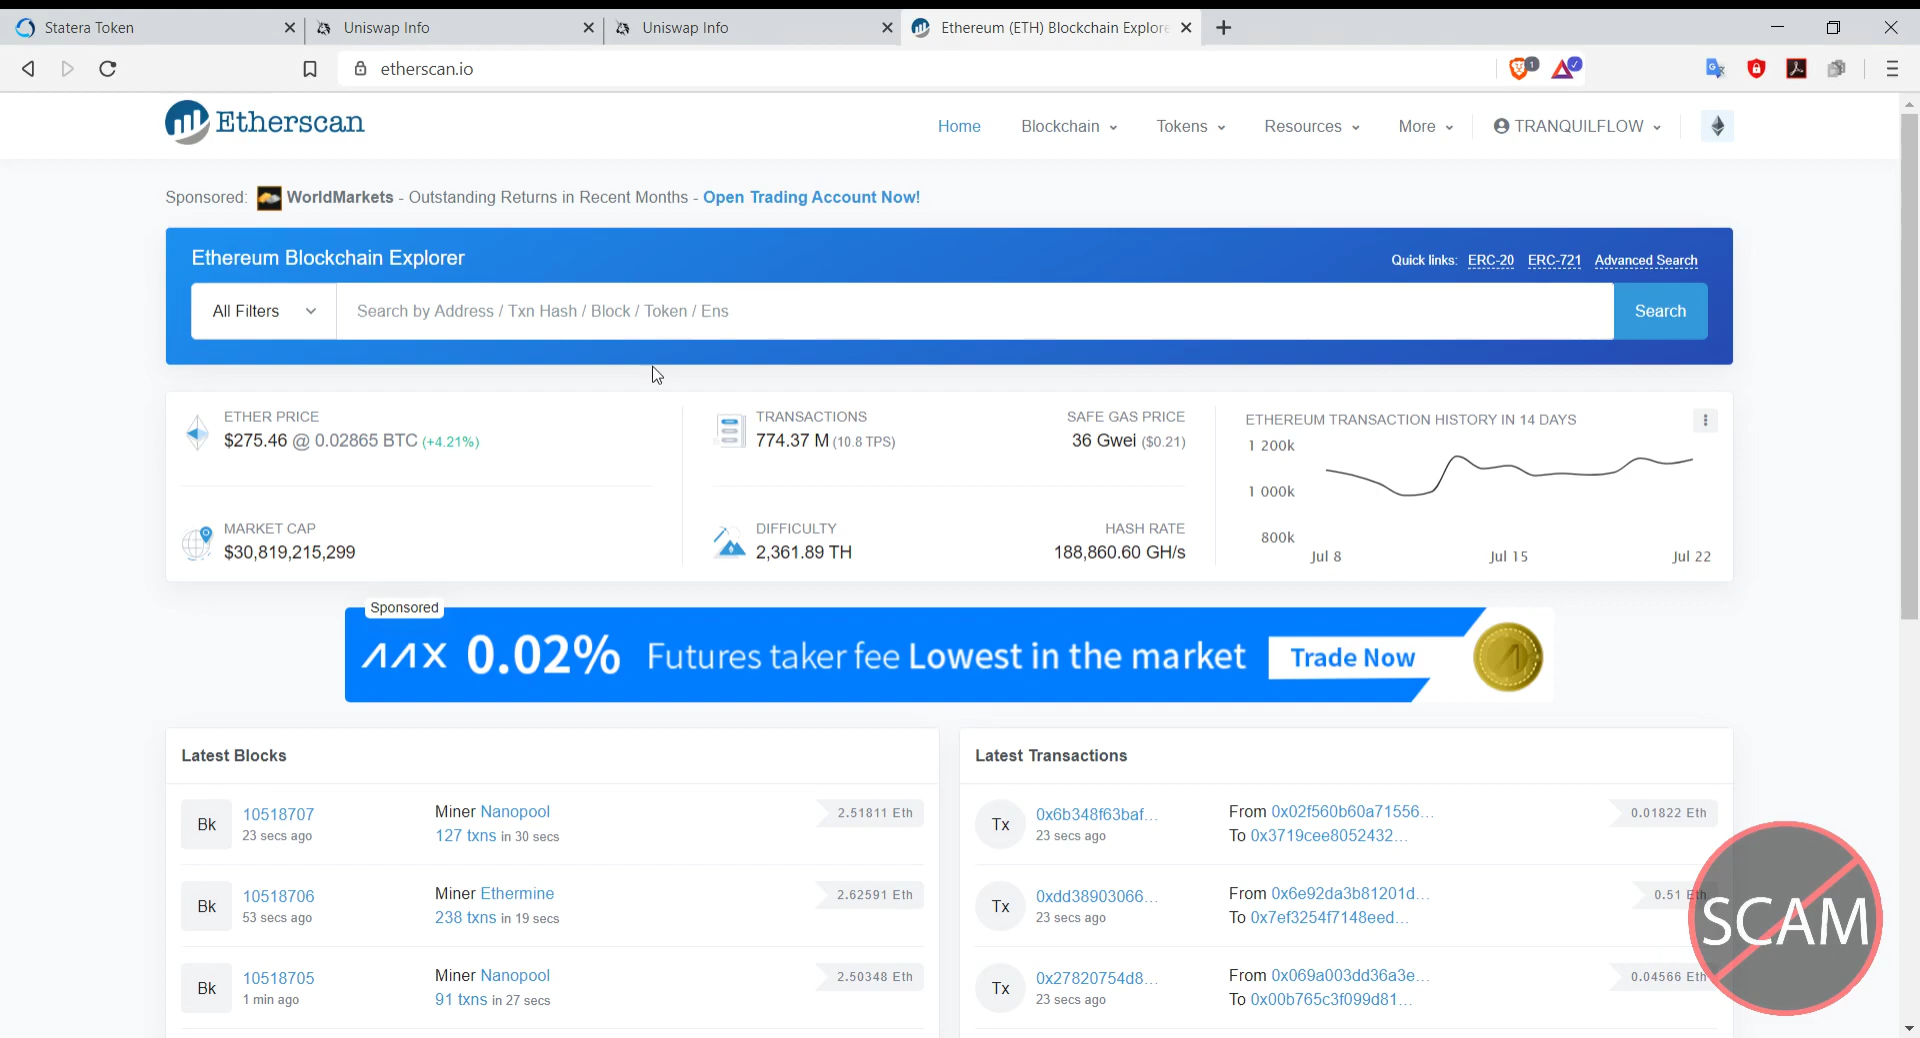 Statera Token
Uniswap Info
Uniswap Info
Ethereum (ETH) Blockchain Explore
etherscan.io
1
Etherscan
Home
Blockchain
Tokens
Resources
More
TRANQUILFLOW
Sponsored: WorldMarkets - Outstanding Returns in Recent Months - Open Trading Account Now!
Ethereum Blockchain Explorer
Quick links: ERC-20 ERC-721 Advanced Search
All Filters
Search by Address / Txn Hash / Block / Token / Ens
Search
ETHER PRICE
$275.46 @ 0.02865 BTC (+4.21%)
MARKET CAP
$30,819,215,299
TRANSACTIONS
774.37 M (10.8 TPS)
SAFE GAS PRICE
36 Gwei ($0.21)
DIFFICULTY
2,361.89 TH
HASH RATE
188,860.60 GH/s
ETHEREUM TRANSACTION HISTORY IN 14 DAYS
1 200k
1 000k
800k
Jul 8
Jul 15
Jul 22
Sponsored
AAX 0.02% Futures taker fee Lowest in the market
Trade Now
Latest Blocks
Bk
10518707
23 secs ago
Miner Nanopool
127 txns in 30 secs
2.51811 Eth
Bk
10518706
53 secs ago
Miner Ethermine
238 txns in 19 secs
2.62591 Eth
Bk
10518705
1 min ago
Miner Nanopool
91 txns in 27 secs
2.50348 Eth
Latest Transactions
Tx
0x6b348f63baf...
23 secs ago
From 0x02f560b60a71556...
To 0x3719cee8052432...
0.01822 Eth
Tx
0xdd38903066...
23 secs ago
From 0x6e92da3b81201d...
To 0x7ef3254f7148eed...
0.51 Eth
Tx
0x27820754d8...
23 secs ago
From 0x069a003dd36a3e...
To 0x00b765c3f099d81...
0.04566 Eth
SCAM